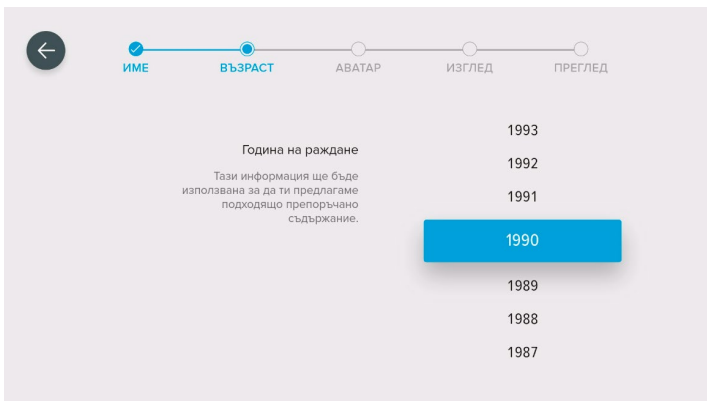 ИМЕ
ВЪЗРАСТ
АВАТАР
ИЗГЛЕД
ПРЕГЛЕД
Година на раждане
Тази информация ще бъде
използвана за да ти предлагаме
подходящо препоръчано
съдържание.
1993
1992
1991
1990
1989
1988
1987